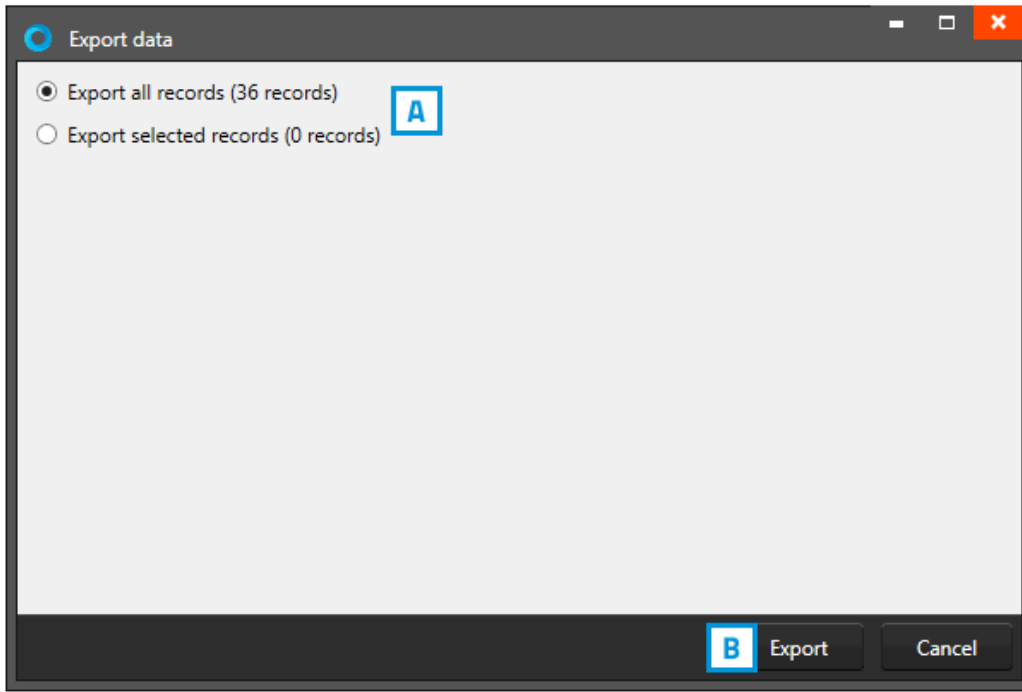 Export data
Export all records (36 records)
A
Export selected records (0 records)
B Export Cancel